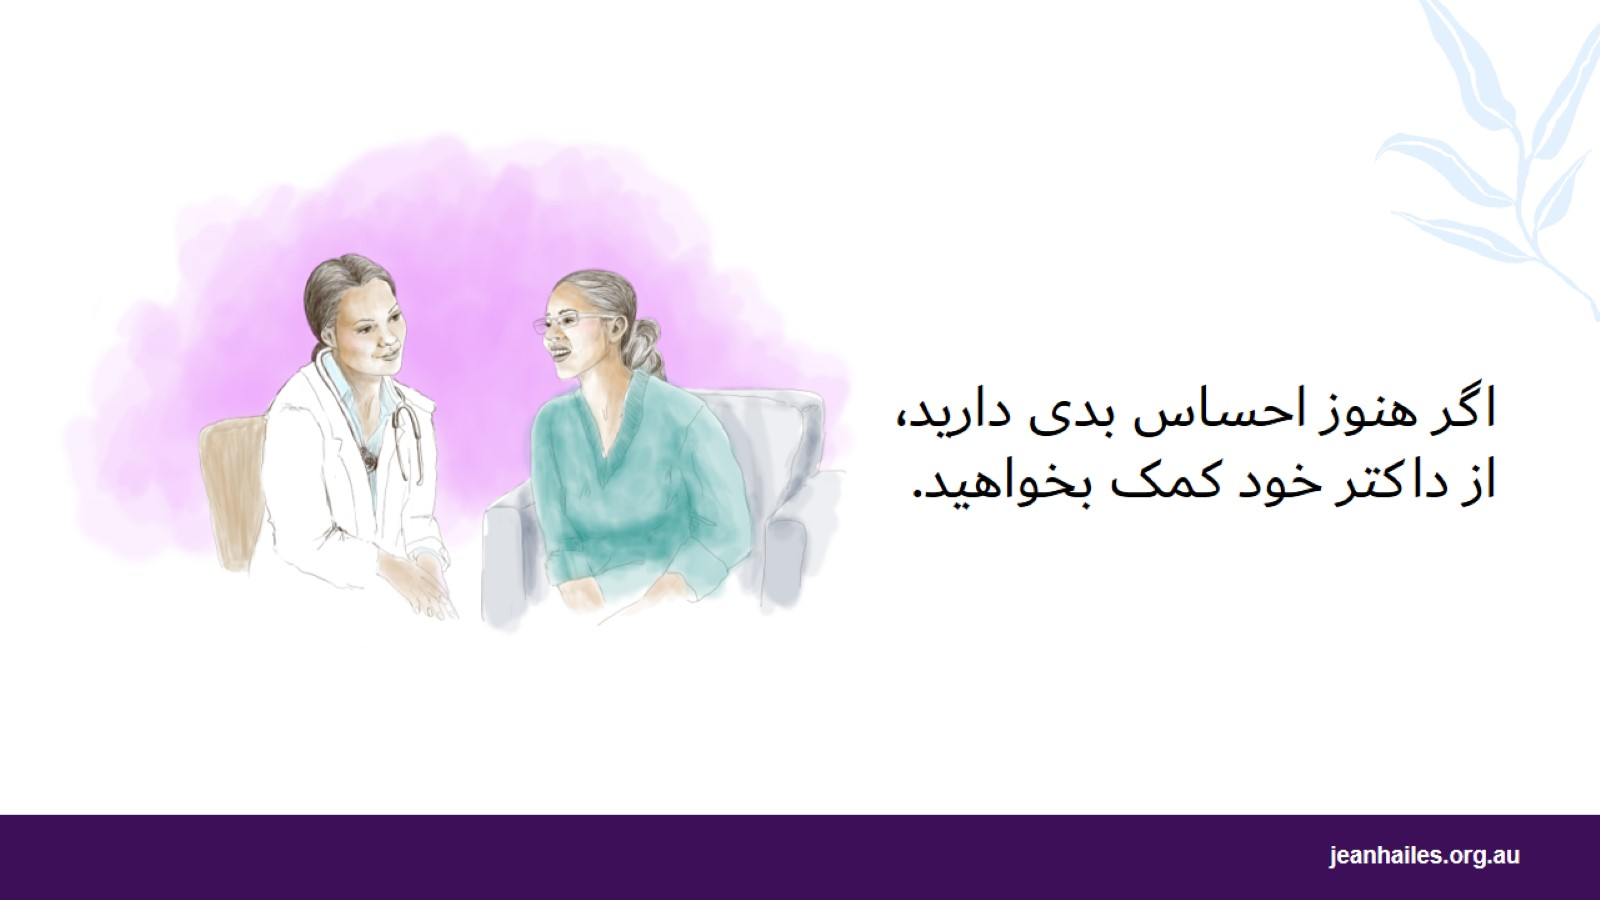 اگر هنوز احساس بدی دارید،
از داکتر خود کمک بخواهید.
jeanhailes.org.au